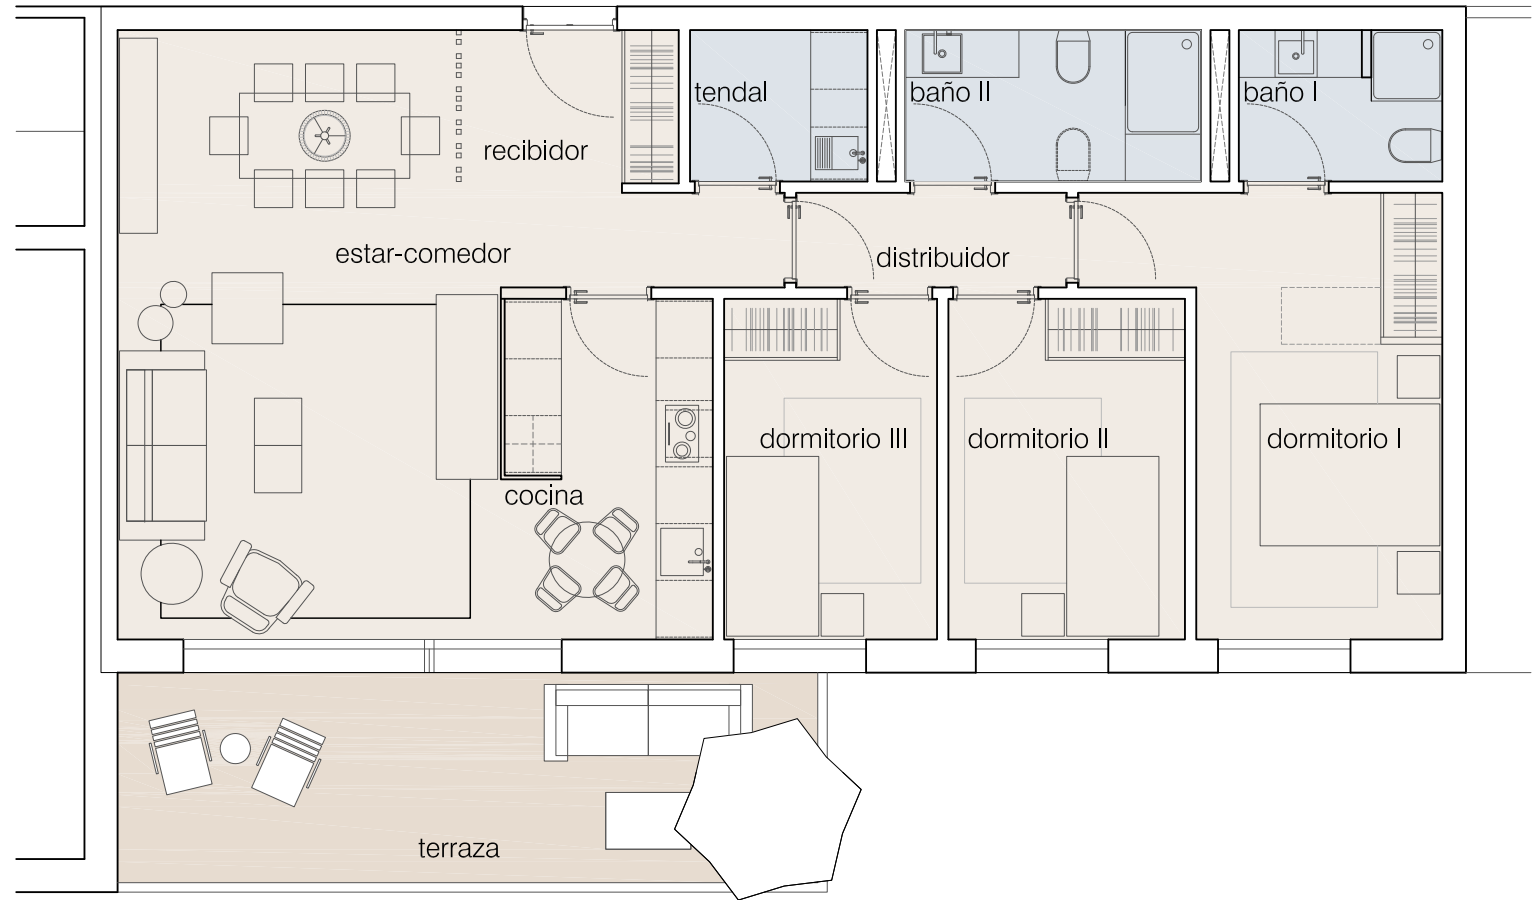 tendal
baño II
baño I
recibidor
estar-comedor
distribuidor
dormitorio III
dormitorio II
dormitorio I
cocina
terraza